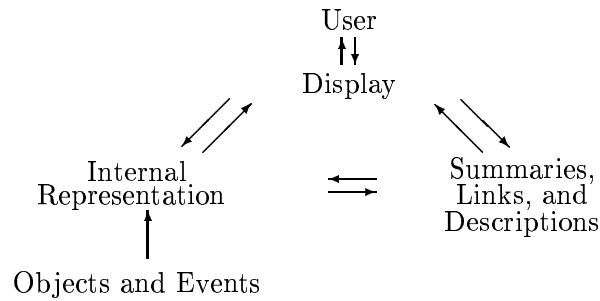 User
Display
Internal
Representation
Summaries,
Links, and
Descriptions
Objects and Events